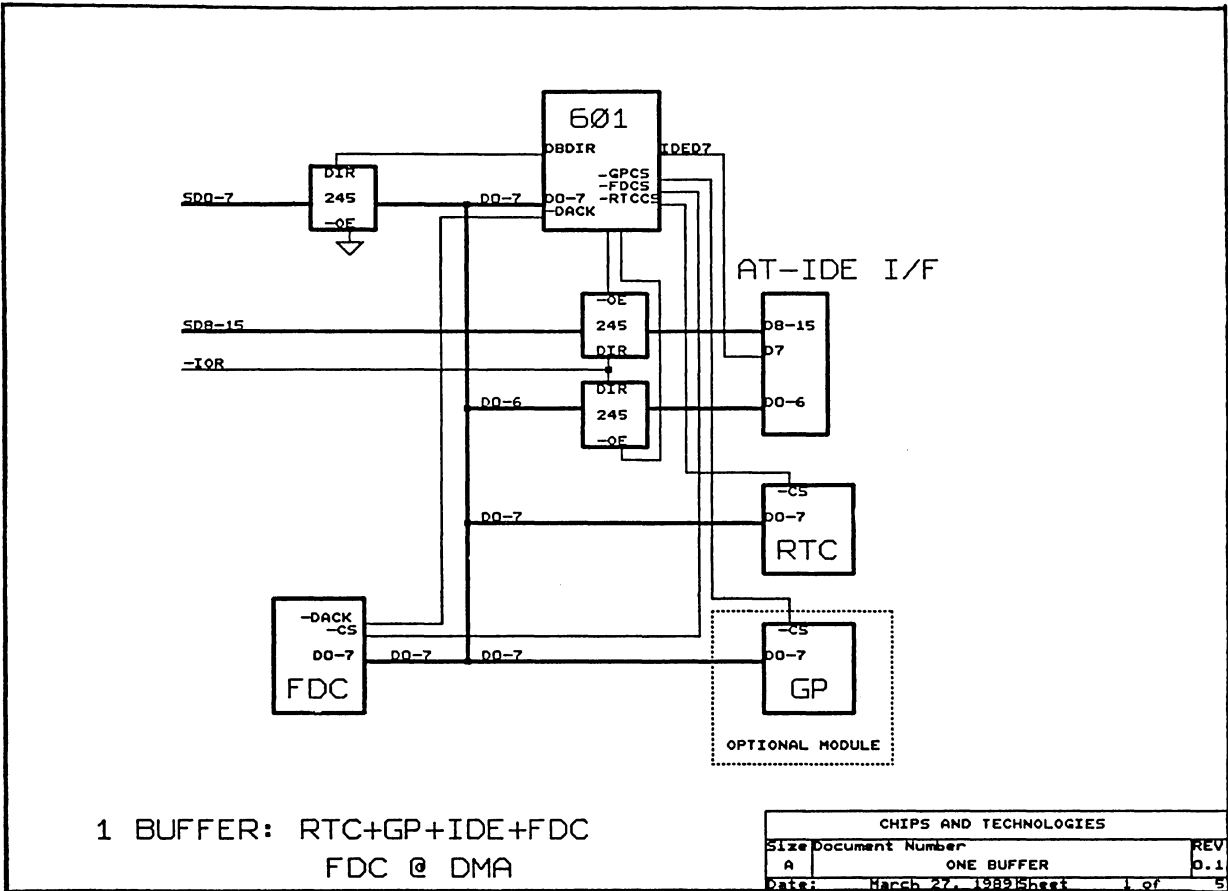 601
DBDIR IDED7
-GPCS
-FDCS
D0-7 -RTCCS
-DACK
DIR
SD0-7 245 D0-7
-OE
AT-IDE I/F
-OE
SD8-15 245 D8-15
DIR D7
-IOR
DIR
D0-6 245 D0-6
-OE
-CS
D0-7 D0-7
RTC
-DACK
-CS -CS
D0-7 D0-7 D0-7 D0-7
FDC GP
OPTIONAL MODULE
1 BUFFER: RTC+GP+IDE+FDC
FDC @ DMA
CHIPS AND TECHNOLOGIES
Size Document Number REV
A ONE BUFFER 0.1
Date: March 27, 1989 Sheet 1 of 5